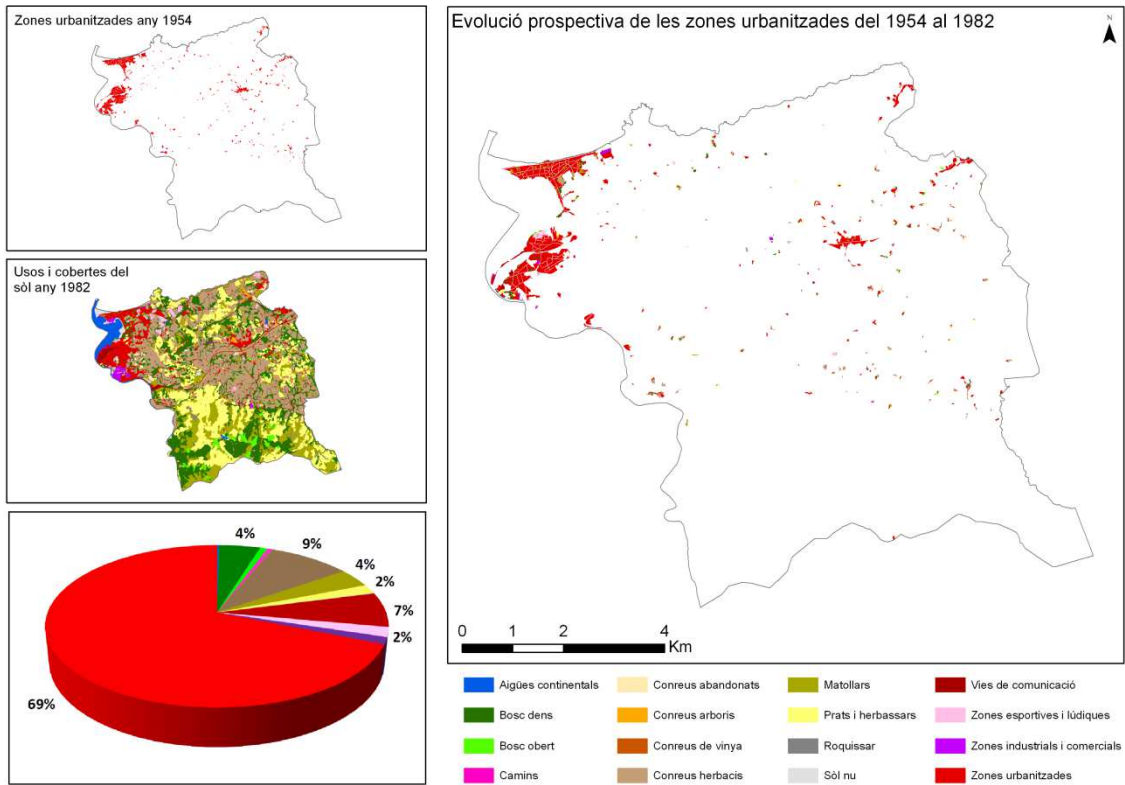 Zones urbanitzades any 1954
Evolució prospectiva de les zones urbanitzades del 1954 al 1982
N
Usos i cobertes del
sòl any 1982
4%
9%
4%
2%
7%
2%
69%
0 1 2 4
Km
Aigües continentals
Bosc dens
Bosc obert
Camins
Conreus abandonats
Conreus arboris
Conreus de vinya
Conreus herbacis
Matollars
Prats i herbassars
Roquissar
Sòl nu
Vies de comunicació
Zones esportives i lúdiques
Zones industrials i comercials
Zones urbanitzades